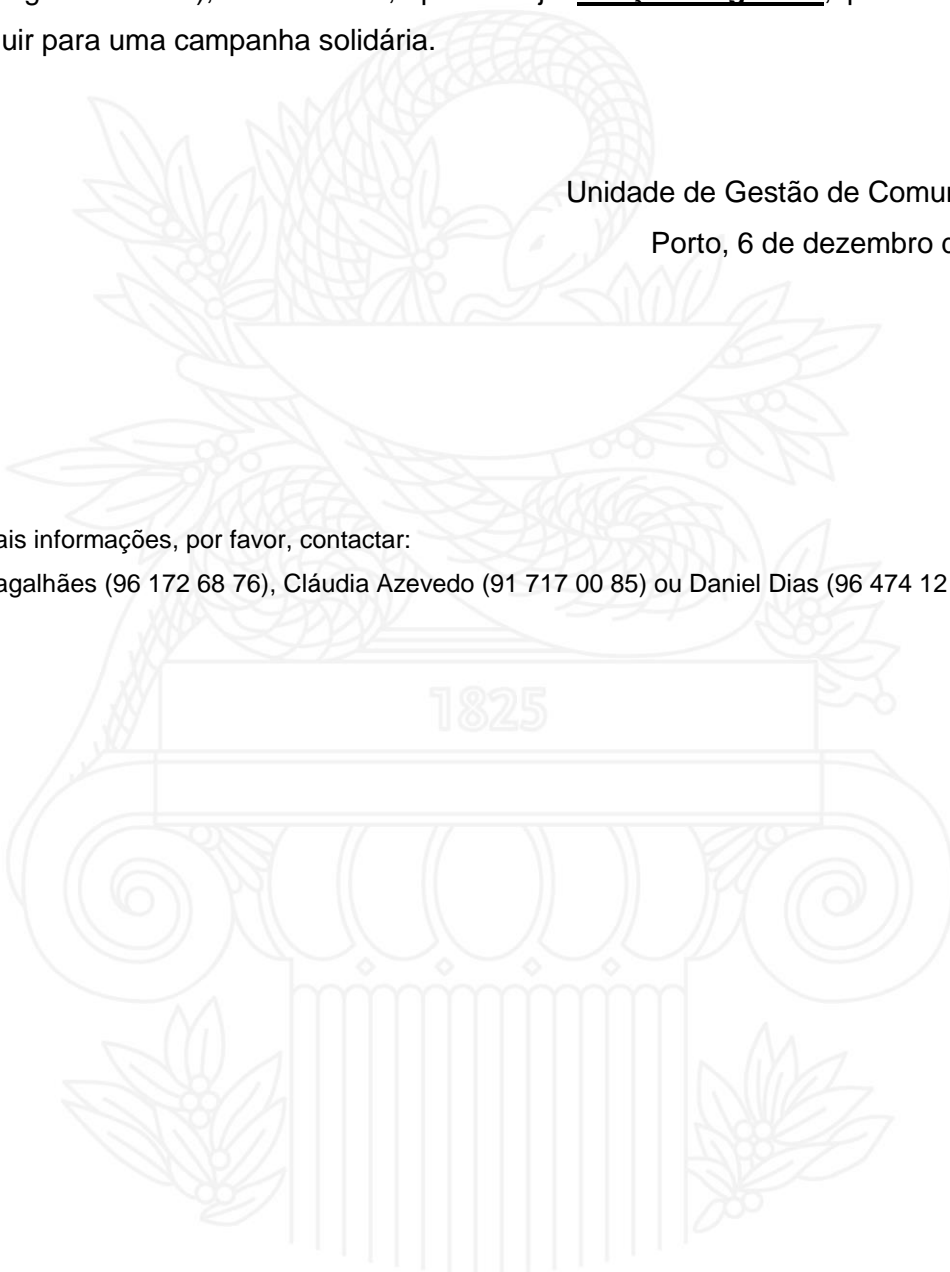 uir para uma campanha solidária.
Unidade de Gestão de Comu
Porto, 6 de dezembro
ais informações, por favor, contactar:
agalhães (96 172 68 76), Cláudia Azevedo (91 717 00 85) ou Daniel Dias (96 474 12
1825